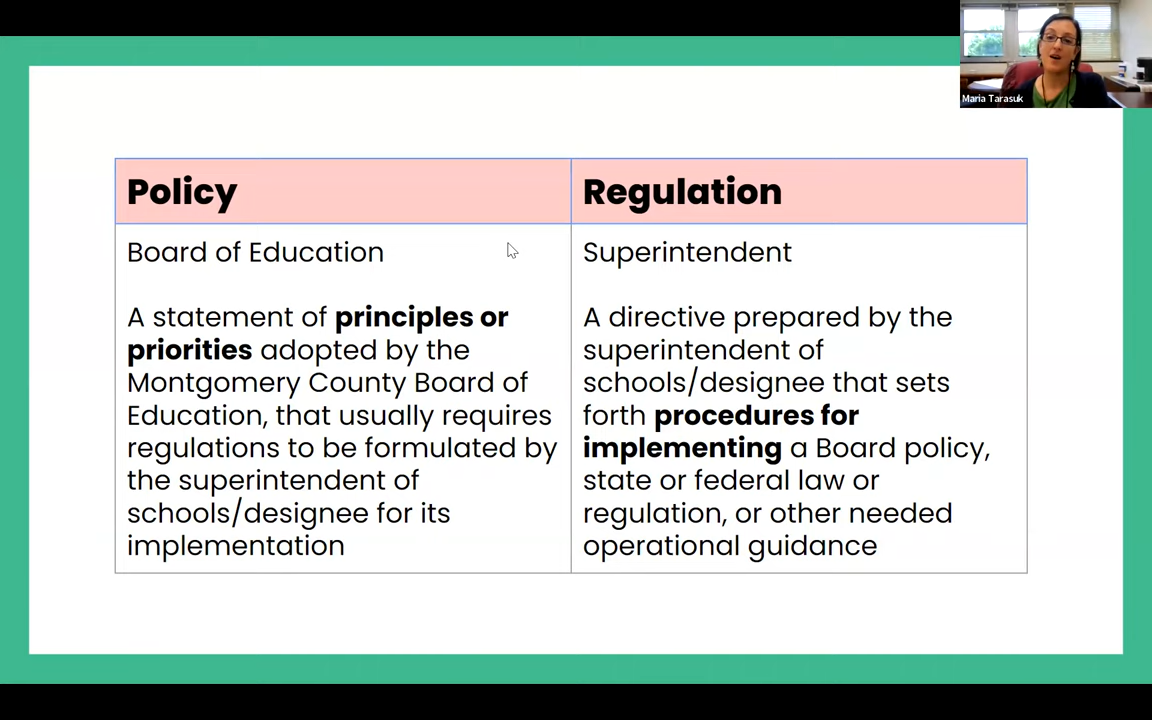 Maria Tarasuk
Policy
Board of Education
A statement of principles or
priorities adopted by the
Montgomery County Board of
Education, that usually requires
regulations to be formulated by
the superintendent of
schools/designee for its
implementation
Regulation
Superintendent
A directive prepared by the
superintendent of
schools/designee that sets
forth procedures for
implementing a Board policy,
state or federal law or
regulation, or other needed
operational guidance